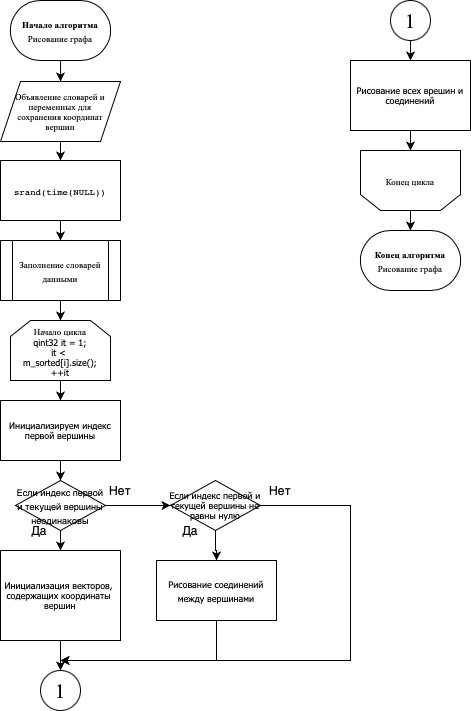 Начало алгоритма
Рисование графа
Объявление словарей и
переменных для
сохранения координат
вершин
srand(time(NULL))
Заполнение словарей
данными
Начало цикла
qint32 it = 1;
it <
m_sorted[i].size();
++it
Инициализируем индекс
первой вершины
Если индекс первой
и текущей вершины
неодинаковы
Нет
Да
Если индекс первой и
текущей вершины не
равны нулю
Нет
Да
Инициализация векторов,
содержащих координаты
вершин
Рисование соединений
между вершинами
1
1
Рисование всех врешин и
соединений
Конец цикла
Конец алгоритма
Рисование графа